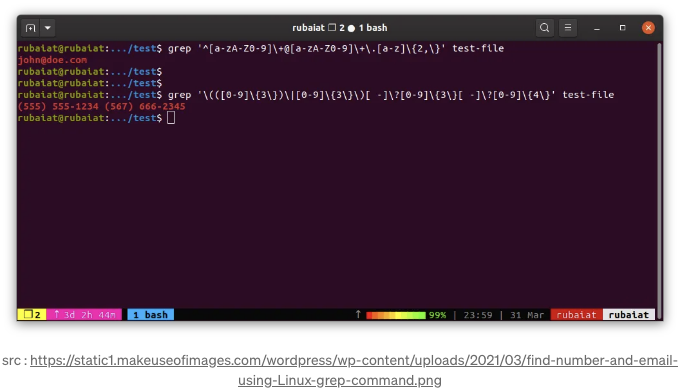 rubaiat ❐ 2 ● 1 bash
rubaiat@rubaiat:.../test$ grep '^[a-zA-Z0-9]\+@[a-zA-Z0-9]\+\.[a-z]\{2,\}' test-file
john@doe.com
rubaiat@rubaiat:.../test$
rubaiat@rubaiat:.../test$
rubaiat@rubaiat:.../test$ grep '\(([0-9]\{3\})\|[0-9]\{3\}\)[ -]\?[0-9]\{3\}[ -]\?[0-9]\{4\}' test-file
(555) 555-1234 (567) 666-2345
rubaiat@rubaiat:.../test$
❐ 2 ↑ 3d 2h 44m 1 bash ↑ 99% | 23:59 | 31 Mar rubaiat rubaiat
src : https://static1.makeuseofimages.com/wordpress/wp-content/uploads/2021/03/find-number-and-email-
using-Linux-grep-command.png